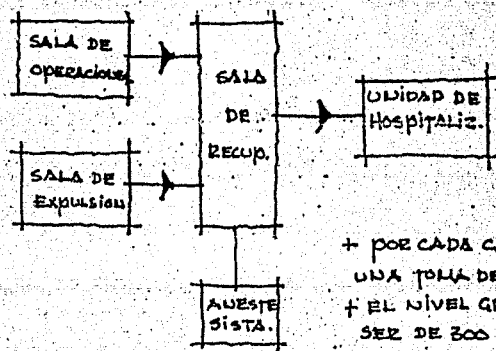 SALA DE
OPERACIONES
SALA DE
EXPULSION
SALA
DE
RECUP.
UNIDAD DE
HOSPITALIZ.
ANESTE
SISTA.
+ POR CADA
UNA TOMA DE
+ EL NIVEL
SER DE 300